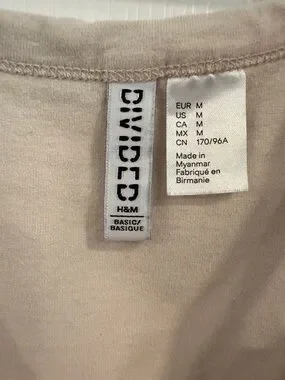 DIVIDED
H&M
BASIC/
BASIQUE
EUR M
US M
CA M
MX M
CN 170/96A
Made in
Myanmar
Fabriqué en
Birmanie